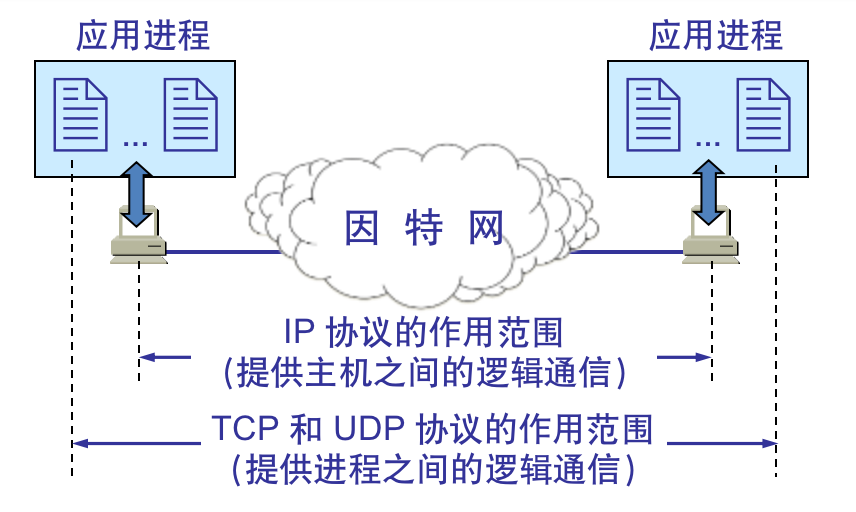 应用进程
应用进程
...
...
因特网
IP 协议的作用范围
(提供主机之间的逻辑通信)
TCP 和 UDP 协议的作用范围
(提供进程之间的逻辑通信)